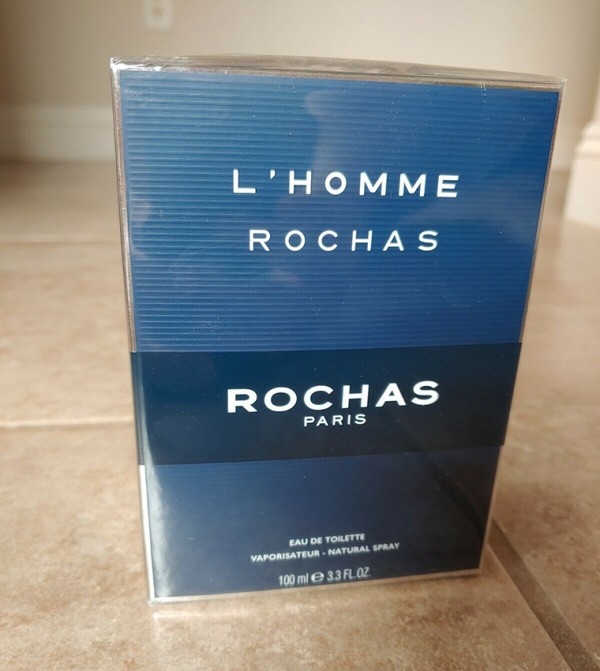 L'HOMME
ROCHAS
ROCHAS
PARIS
EAU DE TOILETTE
VAPORISATEUR - NATURAL SPRAY
100 ml ℮ 3.3 FL.OZ.